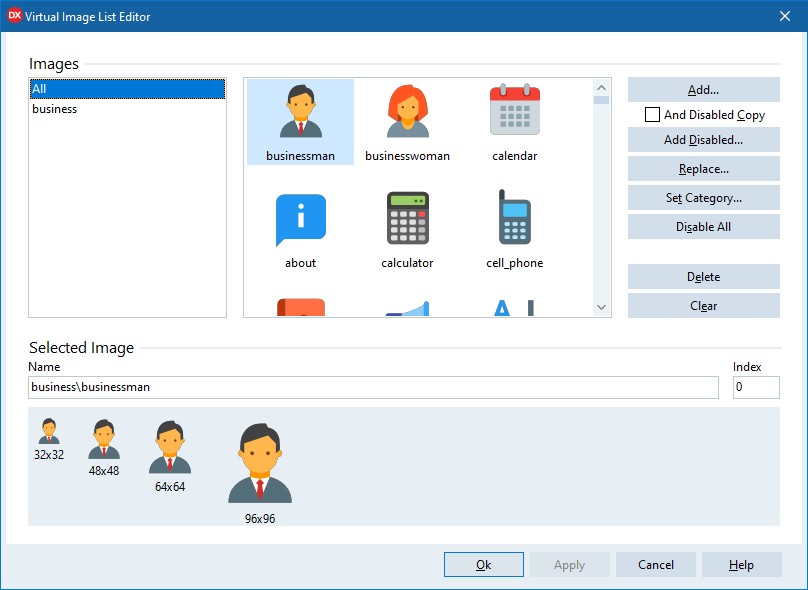 DX Virtual Image List Editor
Images
All
business
businessman businesswoman calendar
i
about calculator cell_phone
A
Add...
And Disabled Copy
Add Disabled...
Replace...
Set Category...
Disable All
Delete
Clear
Selected Image
Name Index
business\businessman 0
32x32 48x48 64x64 96x96
Ok Apply Cancel Help